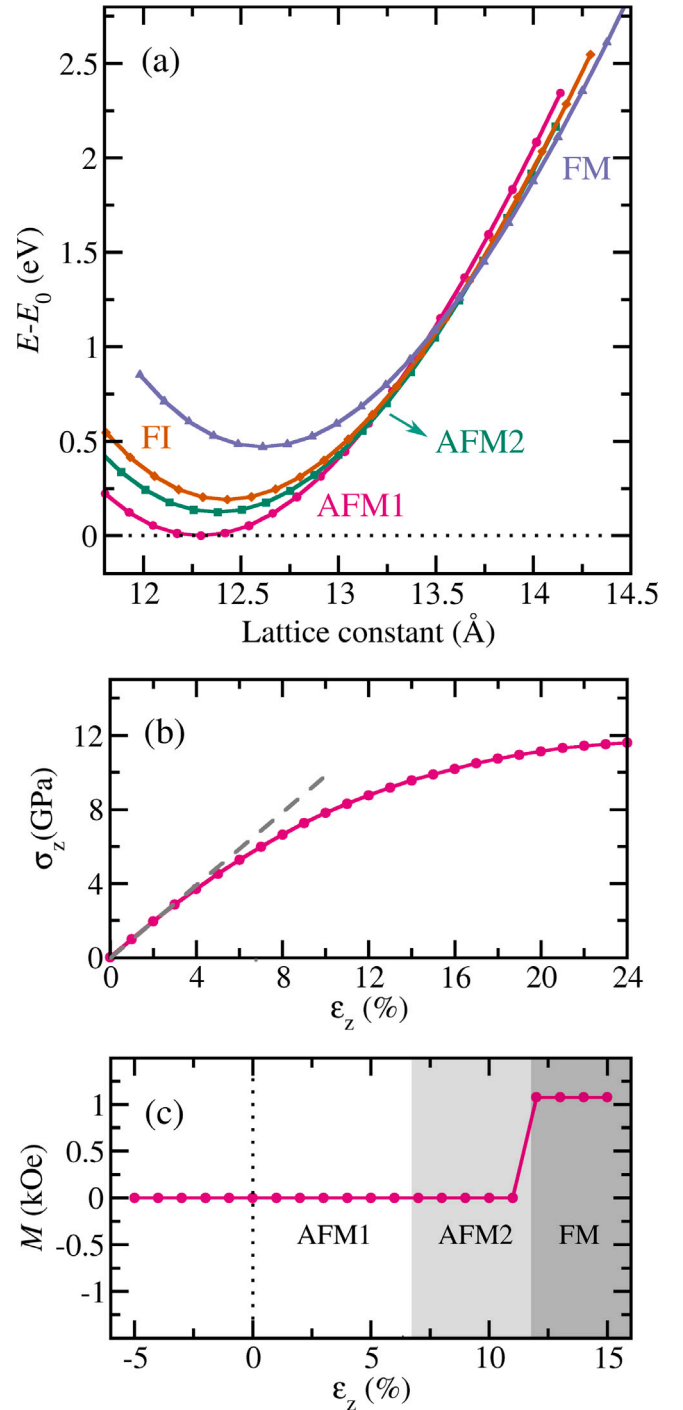 (a)
2.5
2
1.5
1
0.5
0
E-E0 (eV)
FM
FI
AFM2
AFM1
12 12.5 13 13.5 14 14.5
Lattice constant (Å)
(b)
12
8
4
0
σz(GPa)
0 4 8 12 16 20 24
εz (%)
(c)
1
0.5
0
-0.5
-1
M (kOe)
AFM1 AFM2 FM
-5 0 5 10 15
εz (%)